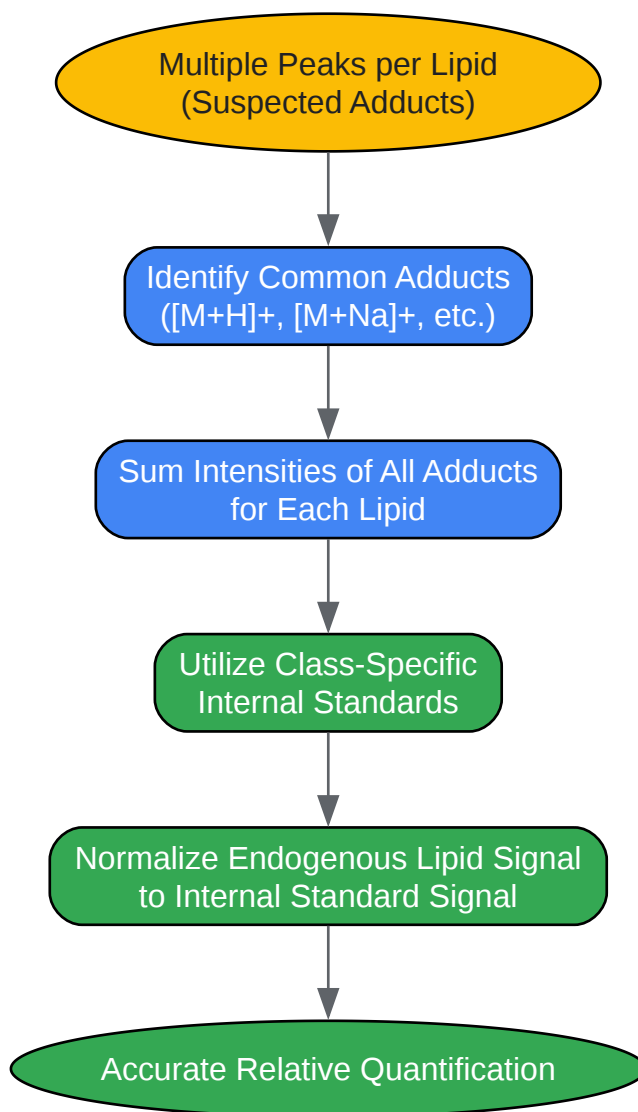 Multiple Peaks per Lipid
(Suspected Adducts)
Identify Common Adducts
([M+H]+, [M+Na]+, etc.)
Sum Intensities of All Adducts
for Each Lipid
Utilize Class-Specific
Internal Standards
Normalize Endogenous Lipid Signal
to Internal Standard Signal
Accurate Relative Quantification